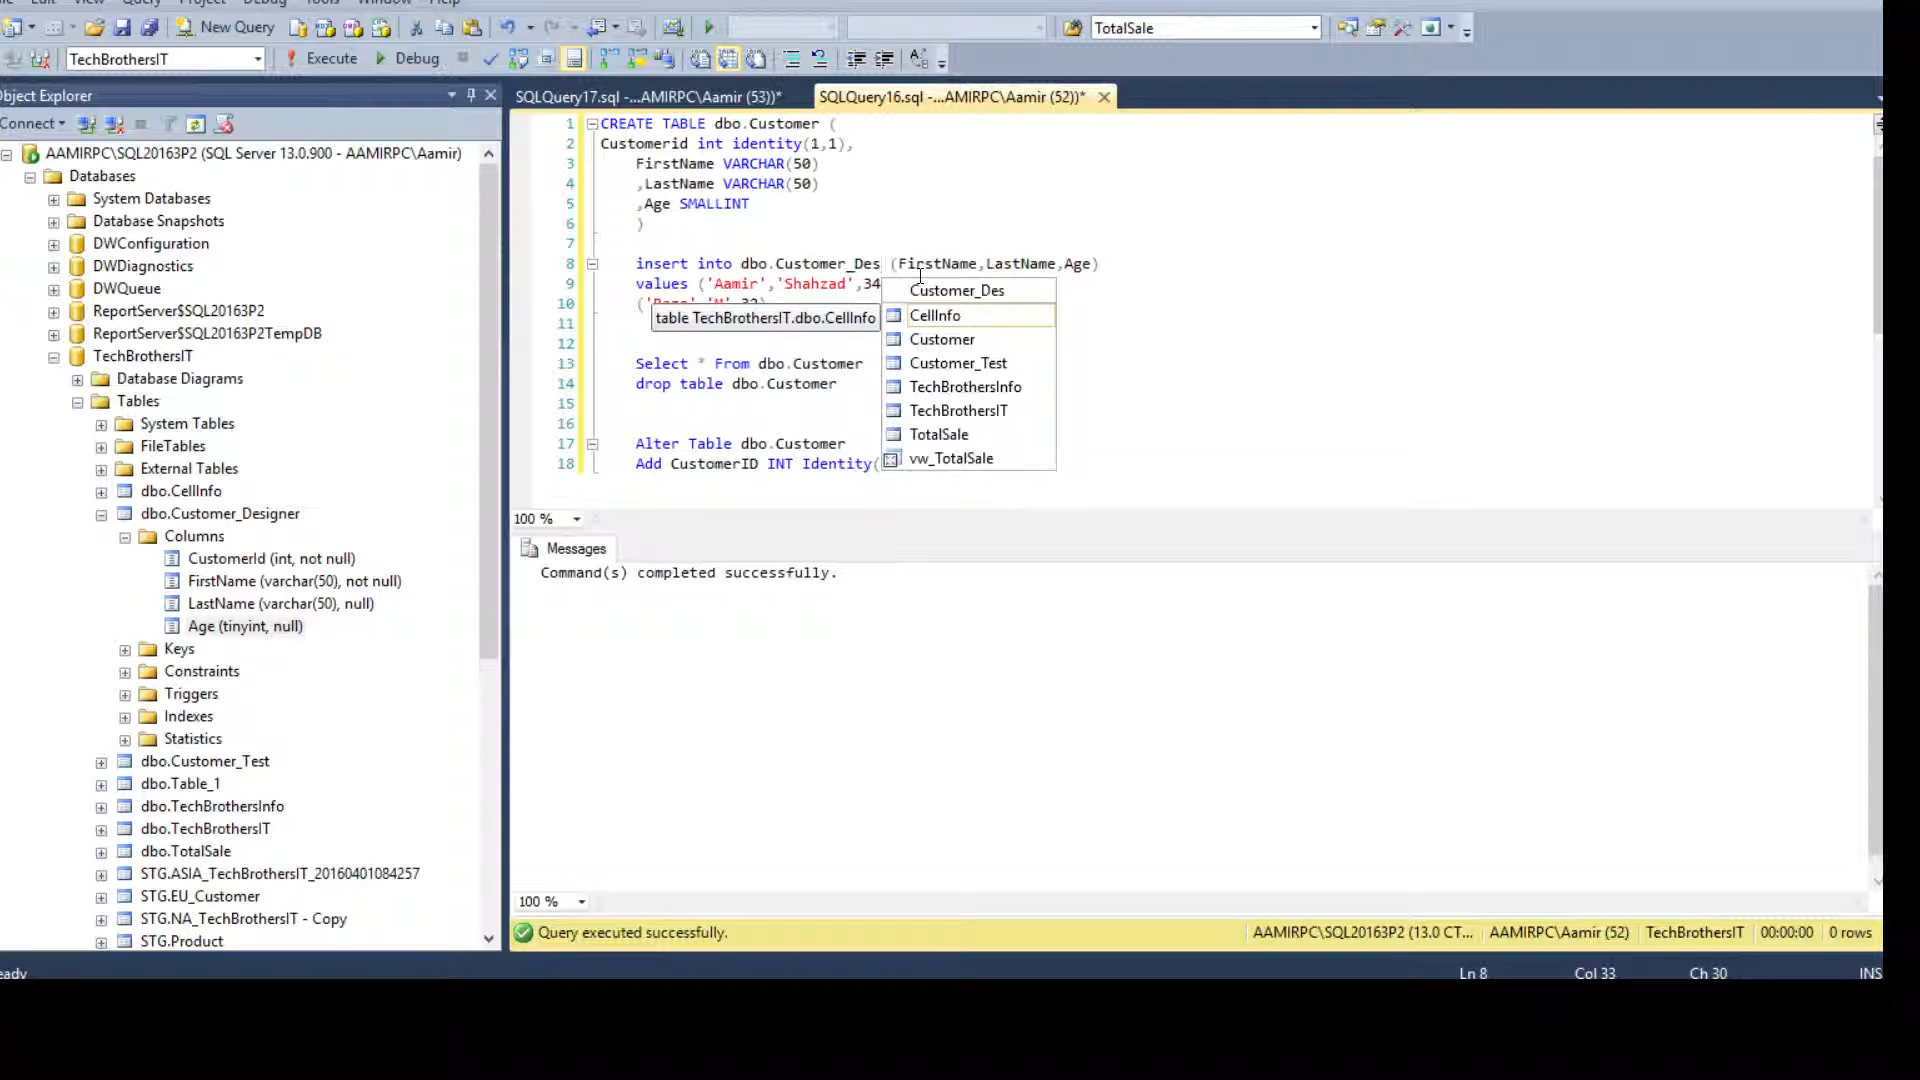 File Edit View Query Project Debug Tools Window Help
New Query TotalSale
TechBrothersIT Execute Debug
Object Explorer
Connect
AAMIRPC\SQL20163P2 (SQL Server 13.0.900 - AAMIRPC\Aamir)
Databases
System Databases
Database Snapshots
DWConfiguration
DWDiagnostics
DWQueue
ReportServer$SQL20163P2
ReportServer$SQL20163P2TempDB
TechBrothersIT
Database Diagrams
Tables
System Tables
FileTables
External Tables
dbo.CellInfo
dbo.Customer_Designer
Columns
CustomerId (int, not null)
FirstName (varchar(50), not null)
LastName (varchar(50), null)
Age (tinyint, null)
Keys
Constraints
Triggers
Indexes
Statistics
dbo.Customer_Test
dbo.Table_1
dbo.TechBrothersInfo
dbo.TechBrothersIT
dbo.TotalSale
STG.ASIA_TechBrothersIT_20160401084257
STG.EU_Customer
STG.NA_TechBrothersIT - Copy
STG.Product
SQLQuery17.sql -...AMIRPC\Aamir (53))* SQLQuery16.sql -...AMIRPC\Aamir (52))*
1 CREATE TABLE dbo.Customer (
2 Customerid int identity(1,1),
3 FirstName VARCHAR(50)
4 ,LastName VARCHAR(50)
5 ,Age SMALLINT
6 )
7
8 insert into dbo.Customer_Des (FirstName,LastName,Age)
9 values ('Aamir','Shahzad',34
10
11
12
13 Select * From dbo.Customer
14 drop table dbo.Customer
15
16
17 Alter Table dbo.Customer
18 Add CustomerID INT Identity(
table TechBrothersIT.dbo.CellInfo
Customer_Des
CellInfo
Customer
Customer_Test
TechBrothersInfo
TechBrothersIT
TotalSale
vw_TotalSale
100 %
Messages
Command(s) completed successfully.
100 %
Query executed successfully. AAMIRPC\SQL20163P2 (13.0 CT... AAMIRPC\Aamir (52) TechBrothersIT 00:00:00 0 rows
eady Ln 8 Col 33 Ch 30 INS